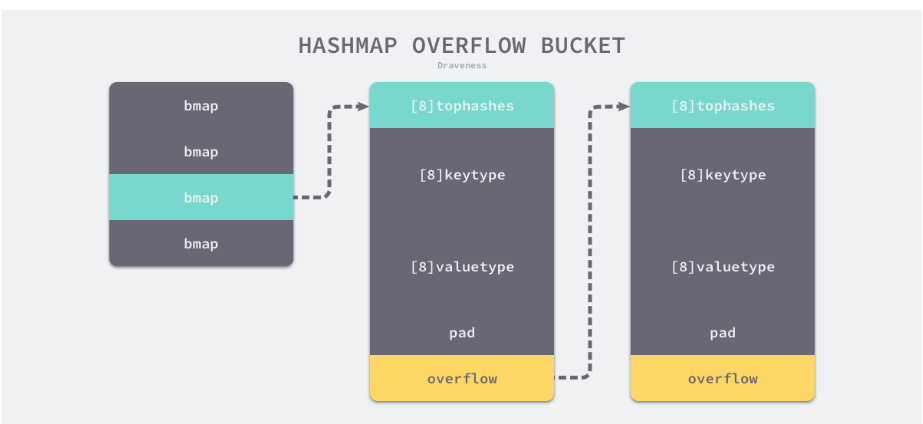 HASHMAP OVERFLOW BUCKET
Draveness
bmap
bmap
bmap
bmap
[8]tophashes
[8]keytype
[8]valuetype
pad
overflow
[8]tophashes
[8]keytype
[8]valuetype
pad
overflow